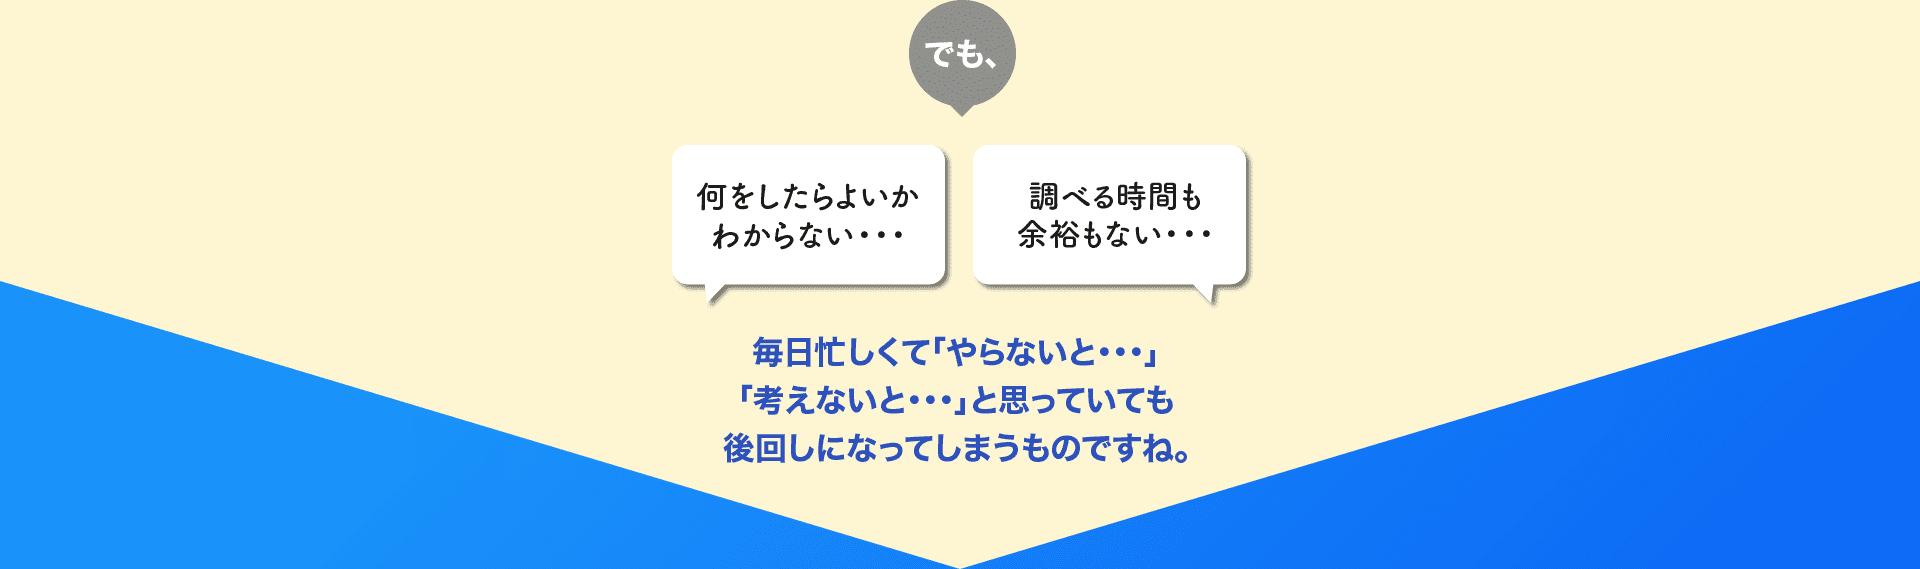 でも、
何をしたらよいか
わからない・・・
調べる時間も
余裕もない・・・
毎日忙しくて「やらないと・・・」
「考えないと・・・」と思っていても
後回しになってしまうものですね。